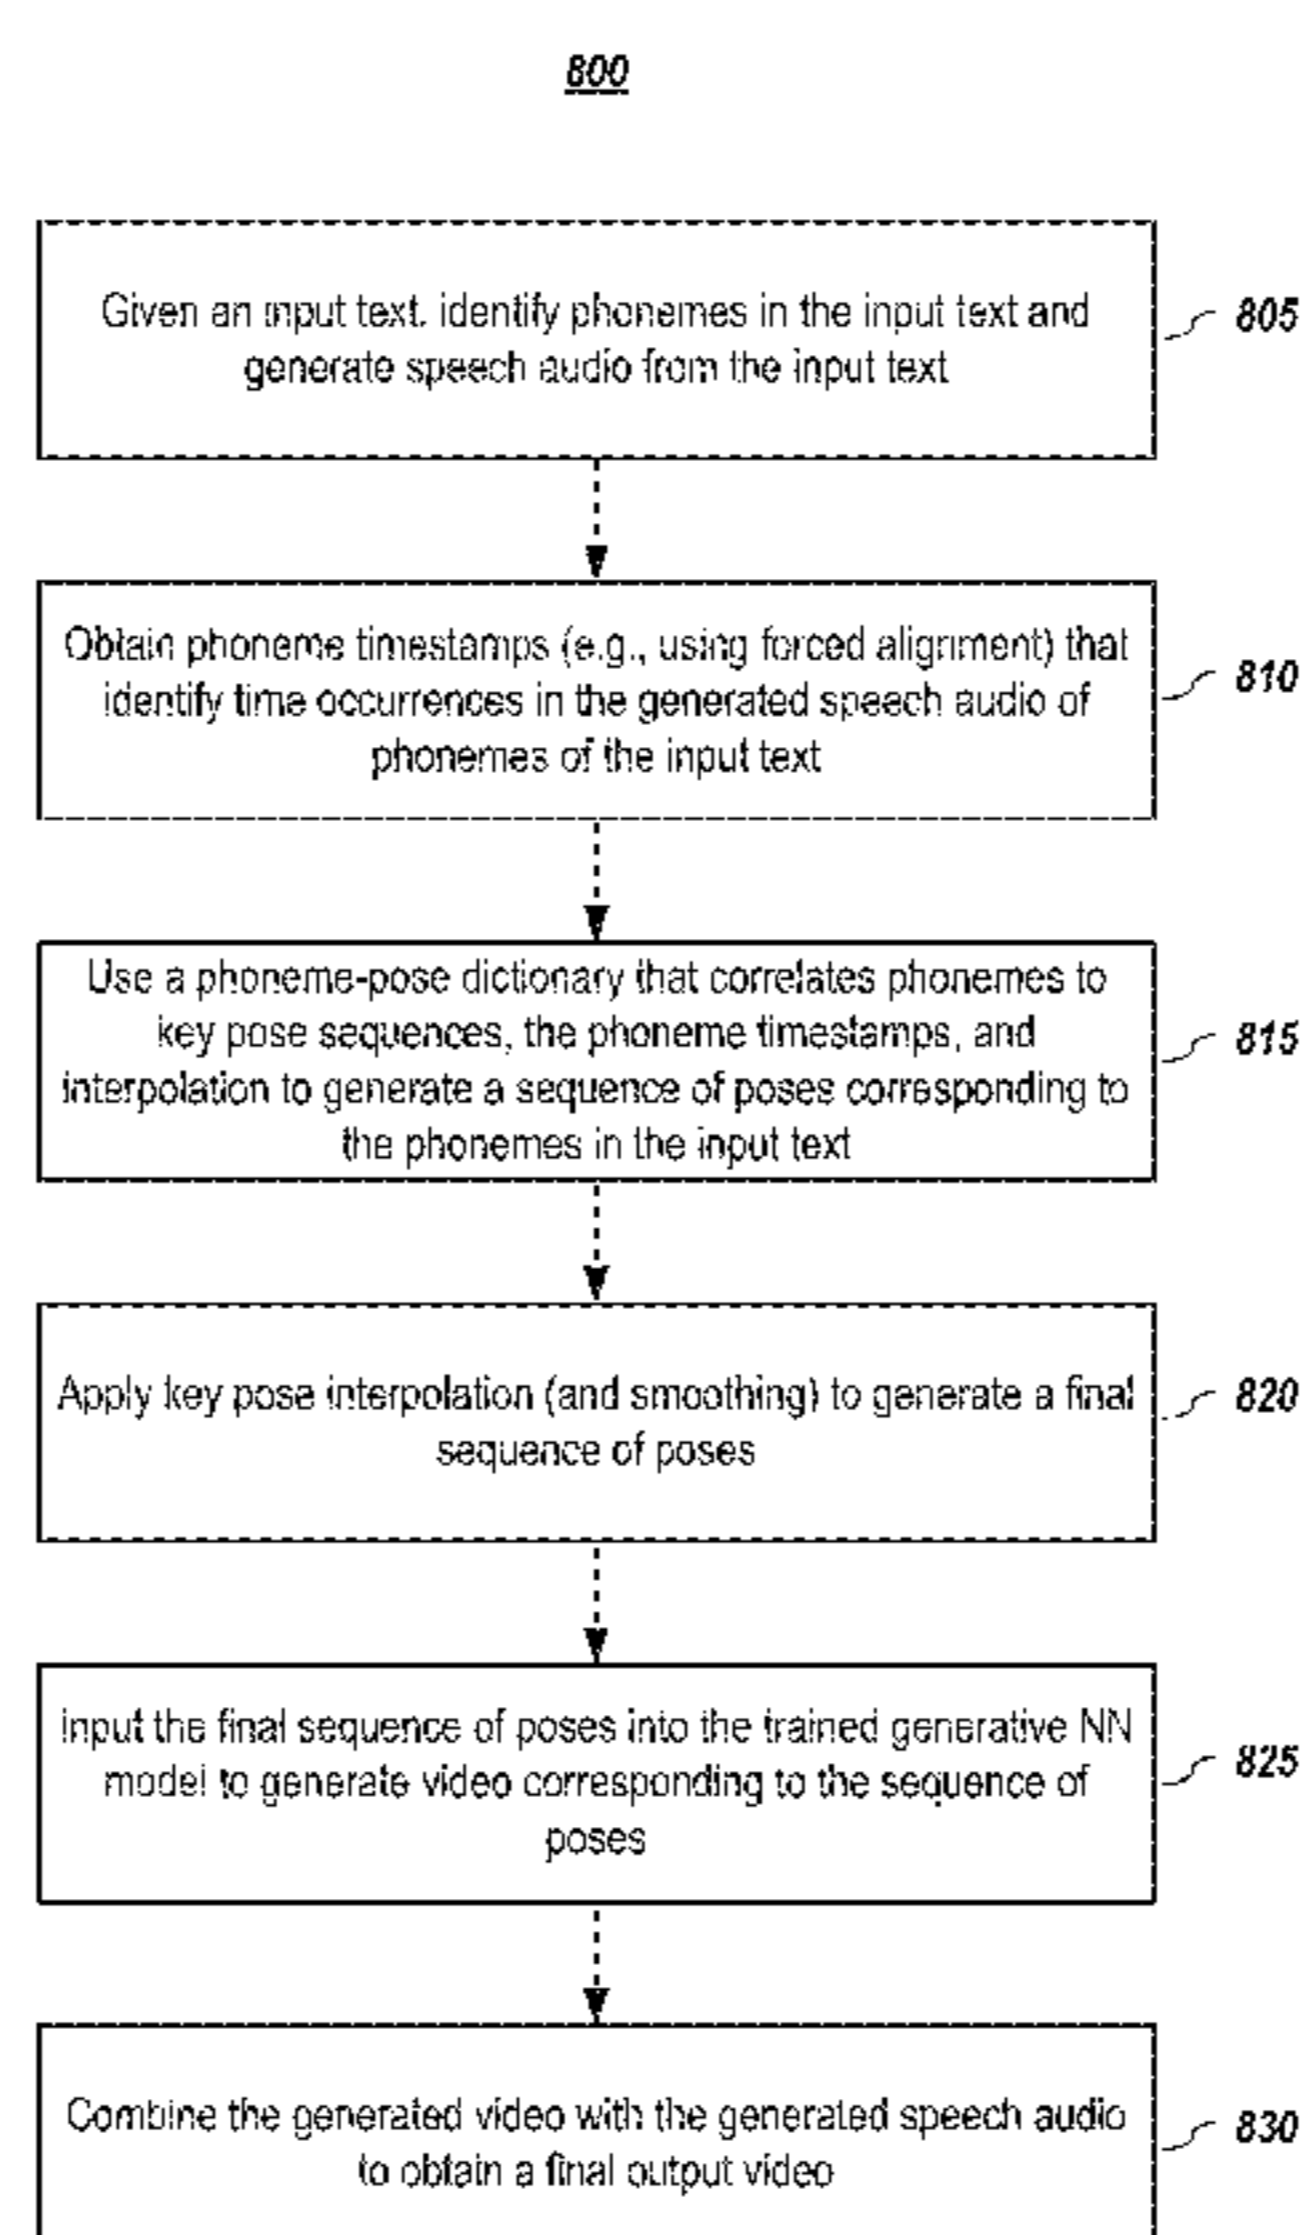 800
Given an input text, identify phonemes in the input text and
generate speech audio from the input text
805
Obtain phoneme timestamps (e.g., using forced alignment) that
identify time occurrences in the generated speech audio of
phonemes of the input text
810
Use a phoneme-pose dictionary that correlates phonemes to
key pose sequences, the phoneme timestamps, and
interpolation to generate a sequence of poses corresponding to
the phonemes in the input text
815
Apply key pose interpolation (and smoothing) to generate a final
sequence of poses
820
Input the final sequence of poses into the trained generative NN
model to generate video corresponding to the sequence of
poses
825
Combine the generated video with the generated speech audio
to obtain a final output video
830